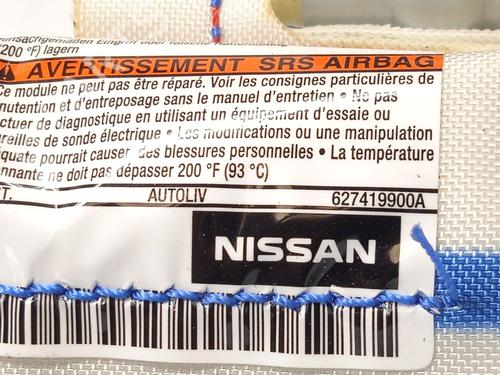 (200 °F) lagern
AVERTISSEMENT SRS AIRBAG
Ce module ne peut pas être réparé. Voir les consignes particulières de
nutention et d'entreposage sans le manuel d'entretien • Ne pas
ctuer de diagnostic en utilisant un équipement d'essaie ou
reilles de sonde électrique • Les modifications ou une manipulation
équate pourrait causer des blessures personnelles • La température
onnante ne doit pas dépasser 200 °F (93 °C)
T. AUTOLIV 627419900A
NISSAN